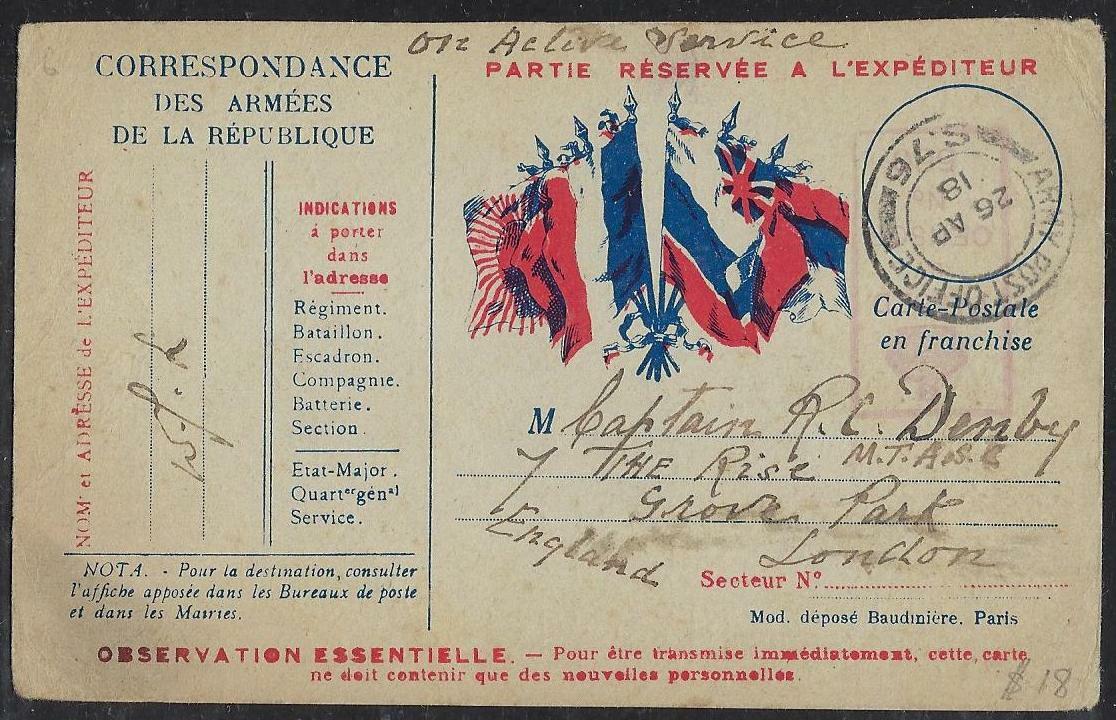 On Active Service
CORRESPONDANCE
DES ARMÉES
DE LA RÉPUBLIQUE
PARTIE RÉSERVÉE A L'EXPÉDITEUR
NOM et ADRESSE de L'EXPÉDITEUR
INDICATIONS
à porter
dans
l'adresse
Régiment.
Bataillon.
Escadron.
Compagnie.
Batterie.
Section.
Etat-Major.
Quartergénal
Service.
ARMY POST OFFICE
S.76
26 AP
18
Carte-Postale
en franchise
M Captain R.C. Denby
M.T.A.S.C
7 THE Rise
Grove Park
London
England
Secteur No
Mod. déposé Baudinière. Paris
NOTA. - Pour la destination, consulter
l'affiche apposée dans les Bureaux de poste
et dans les Mairies.
OBSERVATION ESSENTIELLE. — Pour être transmise immédiatement, cette carte
ne doit contenir que des nouvelles personnelles.
$18